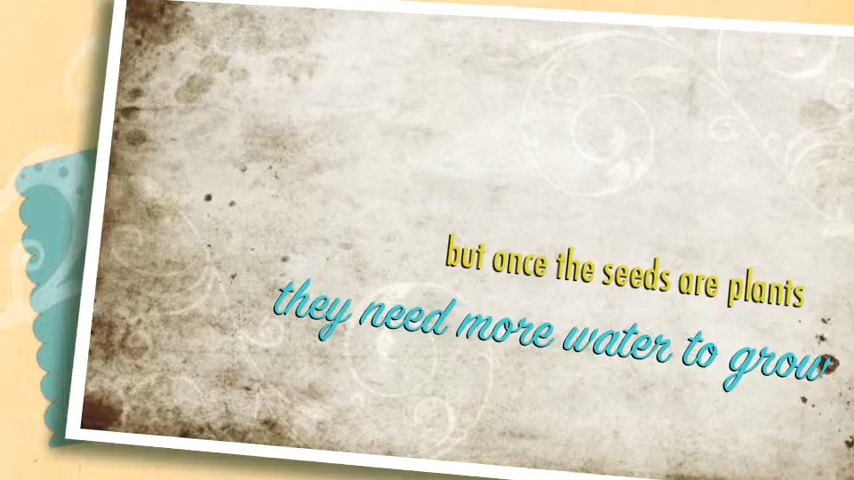 but once the seeds are plants
they need more water to grow